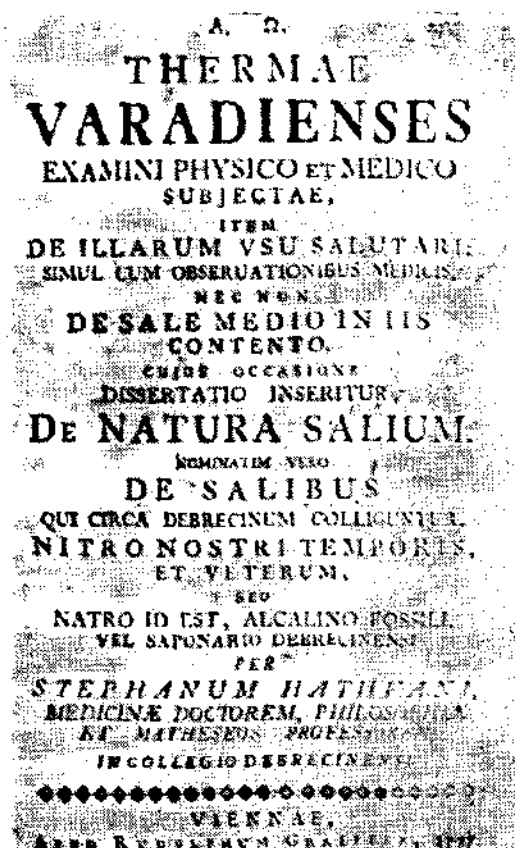 A. Ω.
THERMAE
VARADIENSES
EXAMINI PHYSICO ET MEDICO
SUBJECTAE,
ITEM
DE ILLARUM VSU SALUTARI,
SIMUL CUM OBSERUATIONIBUS MEDICIS,
NEC NON
DE SALE MEDIO IN IIS
CONTENTO,
CUJUS OCCASIONE
DISSERTATIO INSERITUR,
DE NATURA SALIUM.
NOMINATIM VERO
DE SALIBUS
QUI CIRCA DEBRECINUM COLLIGUNTUR,
NITRO NOSTRI TEMPORIS,
ET VETERUM,
SEU
NATRO ID EST, ALCALINO FOSSILI,
VEL SAPONARIO DEBRECINENSI
PER
STEPHANUM HATHVANI,
MEDICINÆ DOCTOREM, PHILOSOPHIÆ
ET MATHESEOS PROFESSOREM
IN COLLEGIO DEBRECINENSI
VIENNAE,
1777.